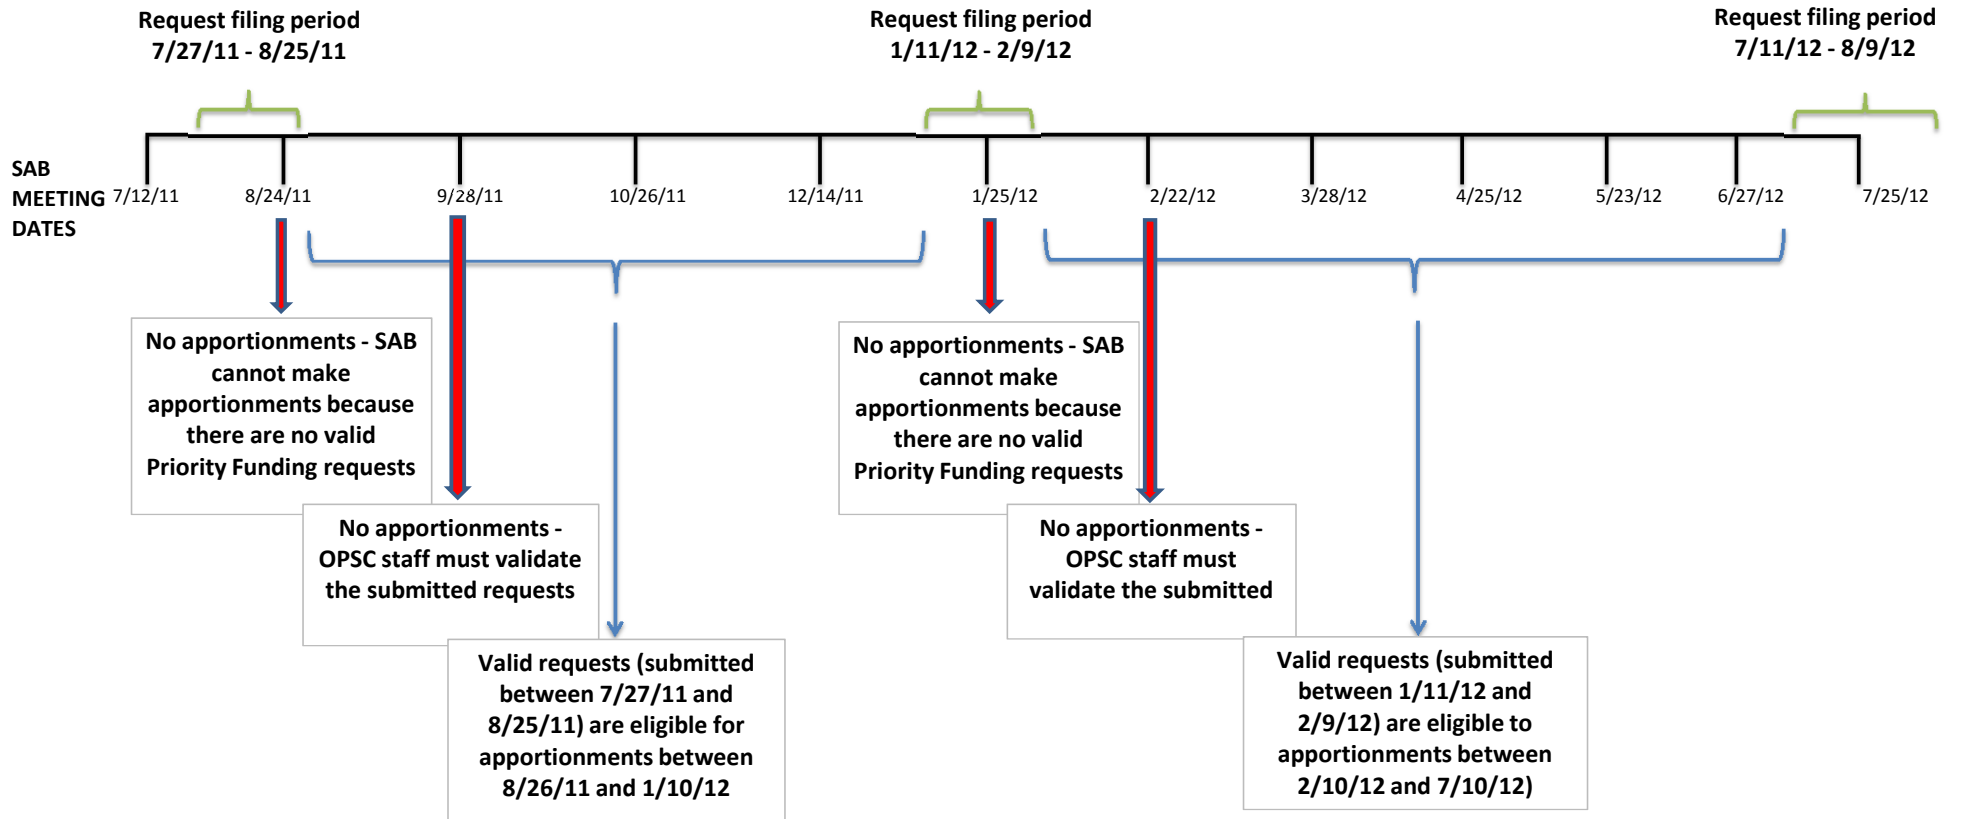 Request filing period
7/27/11 - 8/25/11
Request filing period
1/11/12 - 2/9/12
Request filing period
7/11/12 - 8/9/12
SAB
MEETING
DATES
7/12/11
8/24/11
9/28/11
10/26/11
12/14/11
1/25/12
2/22/12
3/28/12
4/25/12
5/23/12
6/27/12
7/25/12
No apportionments - SAB
cannot make
apportionments because
there are no valid
Priority Funding requests
No apportionments -
OPSC staff must validate
the submitted requests
Valid requests (submitted
between 7/27/11 and
8/25/11) are eligible for
apportionments between
8/26/11 and 1/10/12
No apportionments - SAB
cannot make
apportionments because
there are no valid
Priority Funding requests
No apportionments -
OPSC staff must
validate the submitted
Valid requests (submitted
between 1/11/12 and
2/9/12) are eligible to
apportionments between
2/10/12 and 7/10/12)